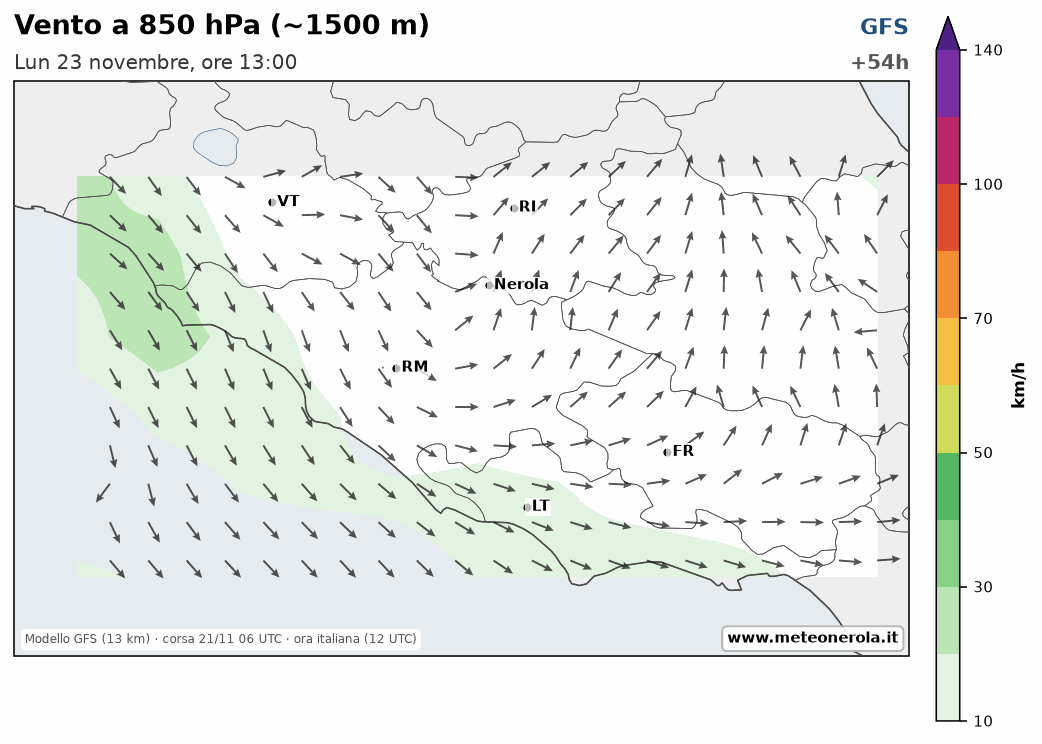 Vento a 850 hPa (~1500 m)
GFS
Lun 23 novembre, ore 13:00
+54h
VT
RI
Nerola
RM
FR
LT
140
100
70
50
30
10
km/h
Modello GFS (13 km) · corsa 21/11 06 UTC · ora italiana (12 UTC)
www.meteonerola.it